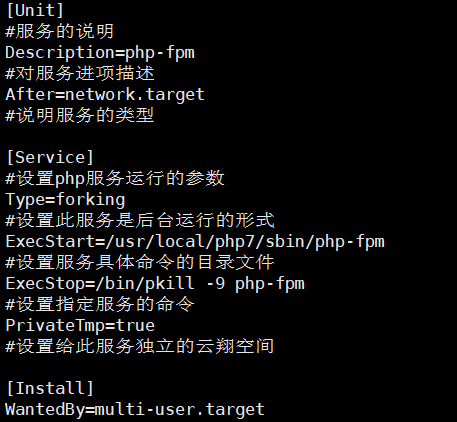 [Unit]
#服务的说明
Description=php-fpm
#对服务进项描述
After=network.target
#说明服务的类型
[Service]
#设置php服务运行的参数
Type=forking
#设置此服务是后台运行的形式
ExecStart=/usr/local/php7/sbin/php-fpm
#设置服务具体命令的目录文件
ExecStop=/bin/pkill -9 php-fpm
#设置指定服务的命令
PrivateTmp=true
#设置给此服务独立的云翔空间
[Install]
WantedBy=multi-user.target